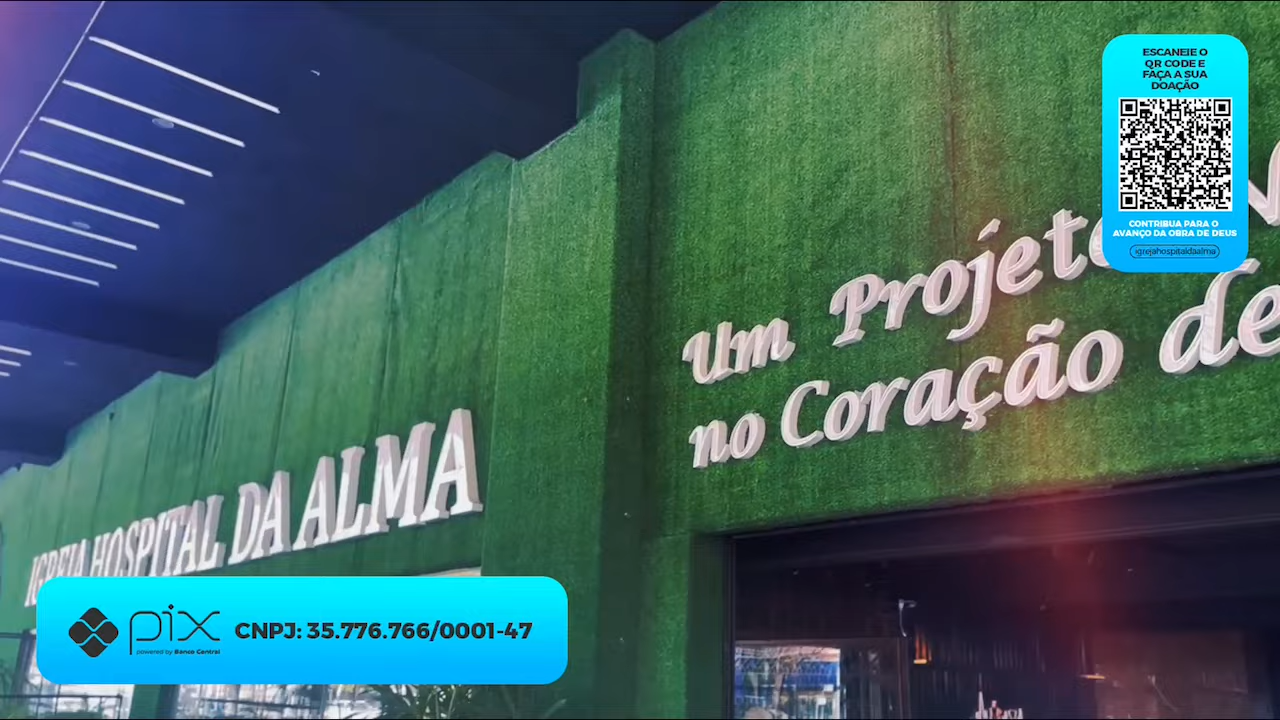 ESCANEIE O
QR CODE E
FAÇA A SUA
DOAÇÃO
CONTRIBUA PARA O
AVANÇO DA OBRA DE DEUS
igrejahospitaldaalma
Um Projeto
no Coração de
IGREJA HOSPITAL DA ALMA
pix
powered by Banco Central
CNPJ: 35.776.766/0001-47